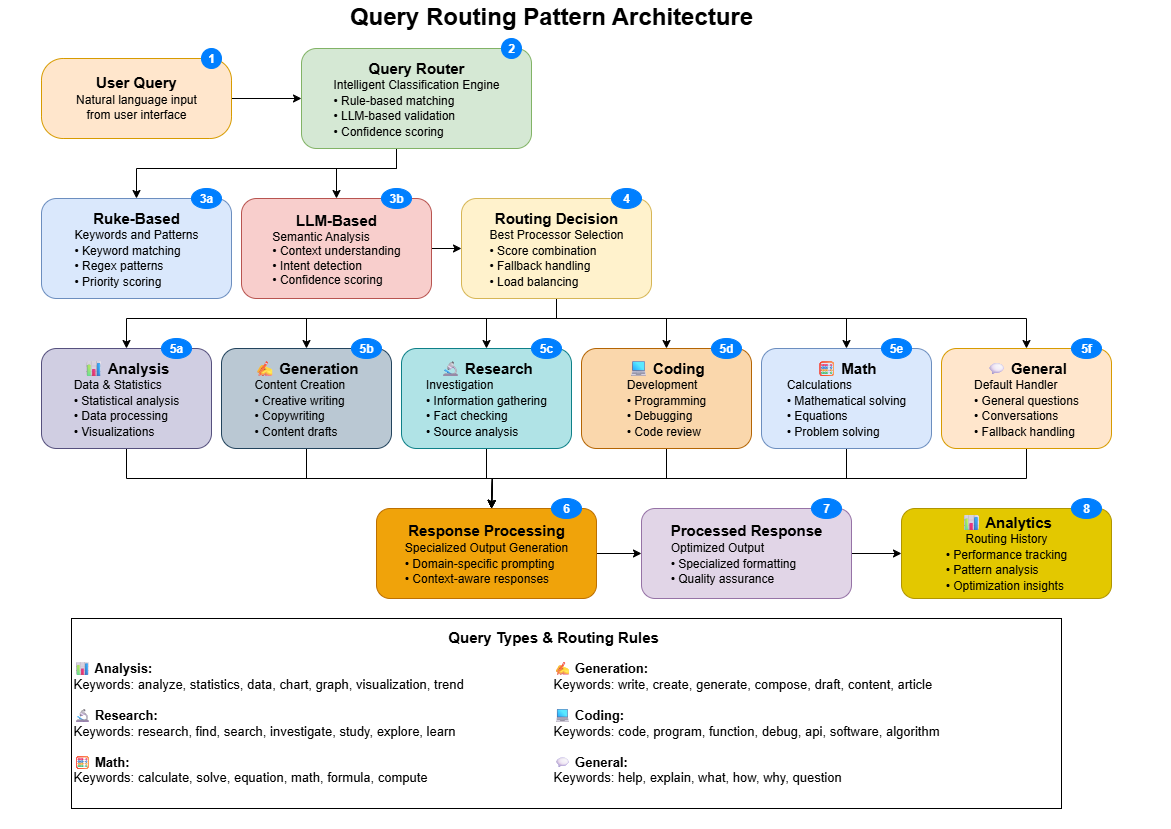 Query Routing Pattern Architecture
1
User Query
Natural language input
from user interface
2
Query Router
Intelligent Classification Engine
• Rule-based matching
• LLM-based validation
• Confidence scoring
3a
Ruke-Based
Keywords and Patterns
• Keyword matching
• Regex patterns
• Priority scoring
3b
LLM-Based
Semantic Analysis
• Context understanding
• Intent detection
• Confidence scoring
4
Routing Decision
Best Processor Selection
• Score combination
• Fallback handling
• Load balancing
5a
📊 Analysis
Data & Statistics
• Statistical analysis
• Data processing
• Visualizations
5b
✍️ Generation
Content Creation
• Creative writing
• Copywriting
• Content drafts
5c
🔬 Research
Investigation
• Information gathering
• Fact checking
• Source analysis
5d
💻 Coding
Development
• Programming
• Debugging
• Code review
5e
🧮 Math
Calculations
• Mathematical solving
• Equations
• Problem solving
5f
💬 General
Default Handler
• General questions
• Conversations
• Fallback handling
6
Response Processing
Specialized Output Generation
• Domain-specific prompting
• Context-aware responses
7
Processed Response
Optimized Output
• Specialized formatting
• Quality assurance
8
📊 Analytics
Routing History
• Performance tracking
• Pattern analysis
• Optimization insights
Query Types & Routing Rules
📊 Analysis:
Keywords: analyze, statistics, data, chart, graph, visualization, trend
✍️ Generation:
Keywords: write, create, generate, compose, draft, content, article
🔬 Research:
Keywords: research, find, search, investigate, study, explore, learn
💻 Coding:
Keywords: code, program, function, debug, api, software, algorithm
🧮 Math:
Keywords: calculate, solve, equation, math, formula, compute
💬 General:
Keywords: help, explain, what, how, why, question